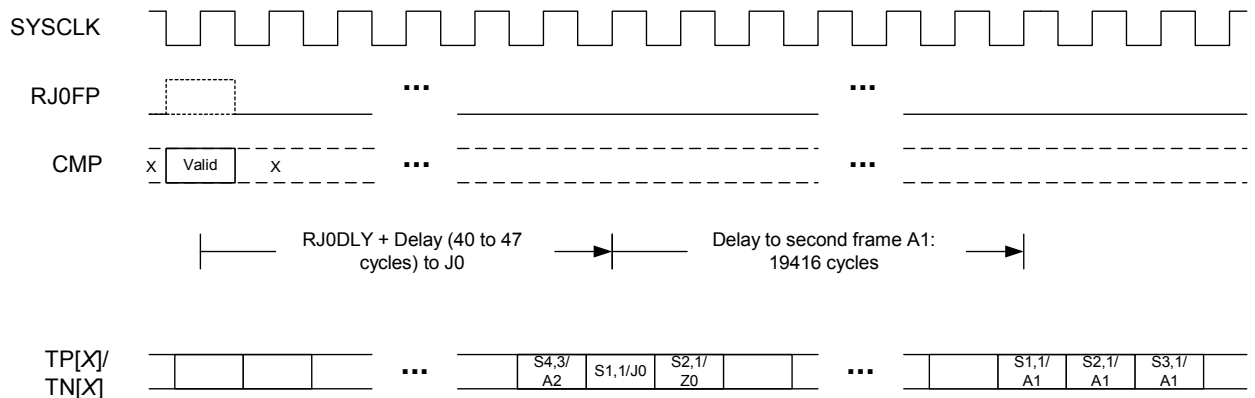 SYSCLK
RJ0FP
...
...
CMP
X
Valid
X
...
...
RJ0DLY + Delay (40 to 47
cycles) to J0
Delay to second frame A1:
19416 cycles
TP[X]/
TN[X]
...
S4,3/
A2
S1,1/J0
S2,1/
Z0
...
S1,1/
A1
S2,1/
A1
S3,1/
A1